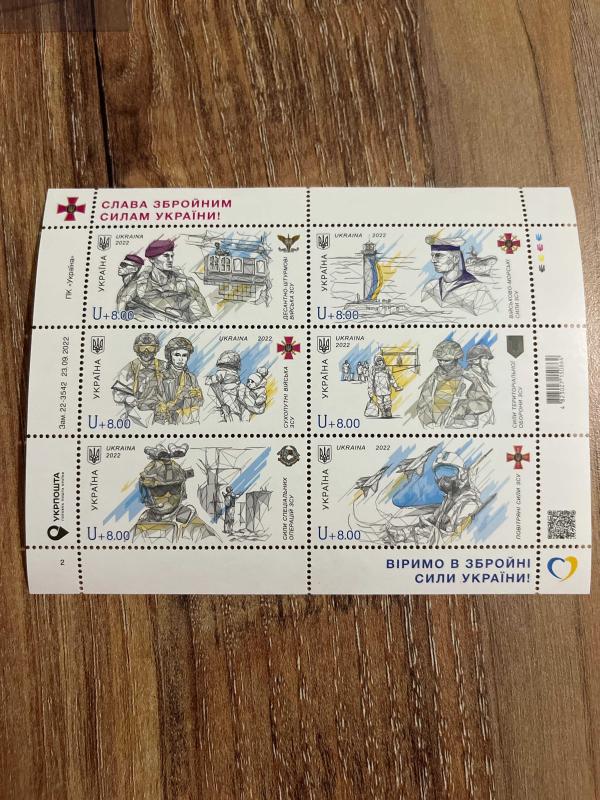 СЛАВА ЗБРОЙНИМ
СИЛАМ УКРАЇНИ!
ПК «Україна»
UKRAINA
2022
УКРАЇНА
U+8.00
ДЕСАНТНО-ШТУРМОВІ
ВІЙСЬКА ЗСУ
UKRAINA 2022
УКРАЇНА
U+8.00
ВІЙСЬКОВО-МОРСЬКІ
СИЛИ ЗСУ
Зам. 22-3542 23.09.2022
UKRAINA 2022
УКРАЇНА
U+8.00
СУХОПУТНІ ВІЙСЬКА
ЗСУ
UKRAINA
2022
УКРАЇНА
U+8.00
СИЛИ ТЕРИТОРІАЛЬНОЇ
ОБОРОНИ ЗСУ
УКРПОШТА
UKRAINA
2022
УКРАЇНА
U+8.00
СИЛИ СПЕЦІАЛЬНИХ
ОПЕРАЦІЙ ЗСУ
UKRAINA 2022
УКРАЇНА
U+8.00
ПОВІТРЯНІ СИЛИ ЗСУ
2
ВІРИМО В ЗБРОЙНІ
СИЛИ УКРАЇНИ!